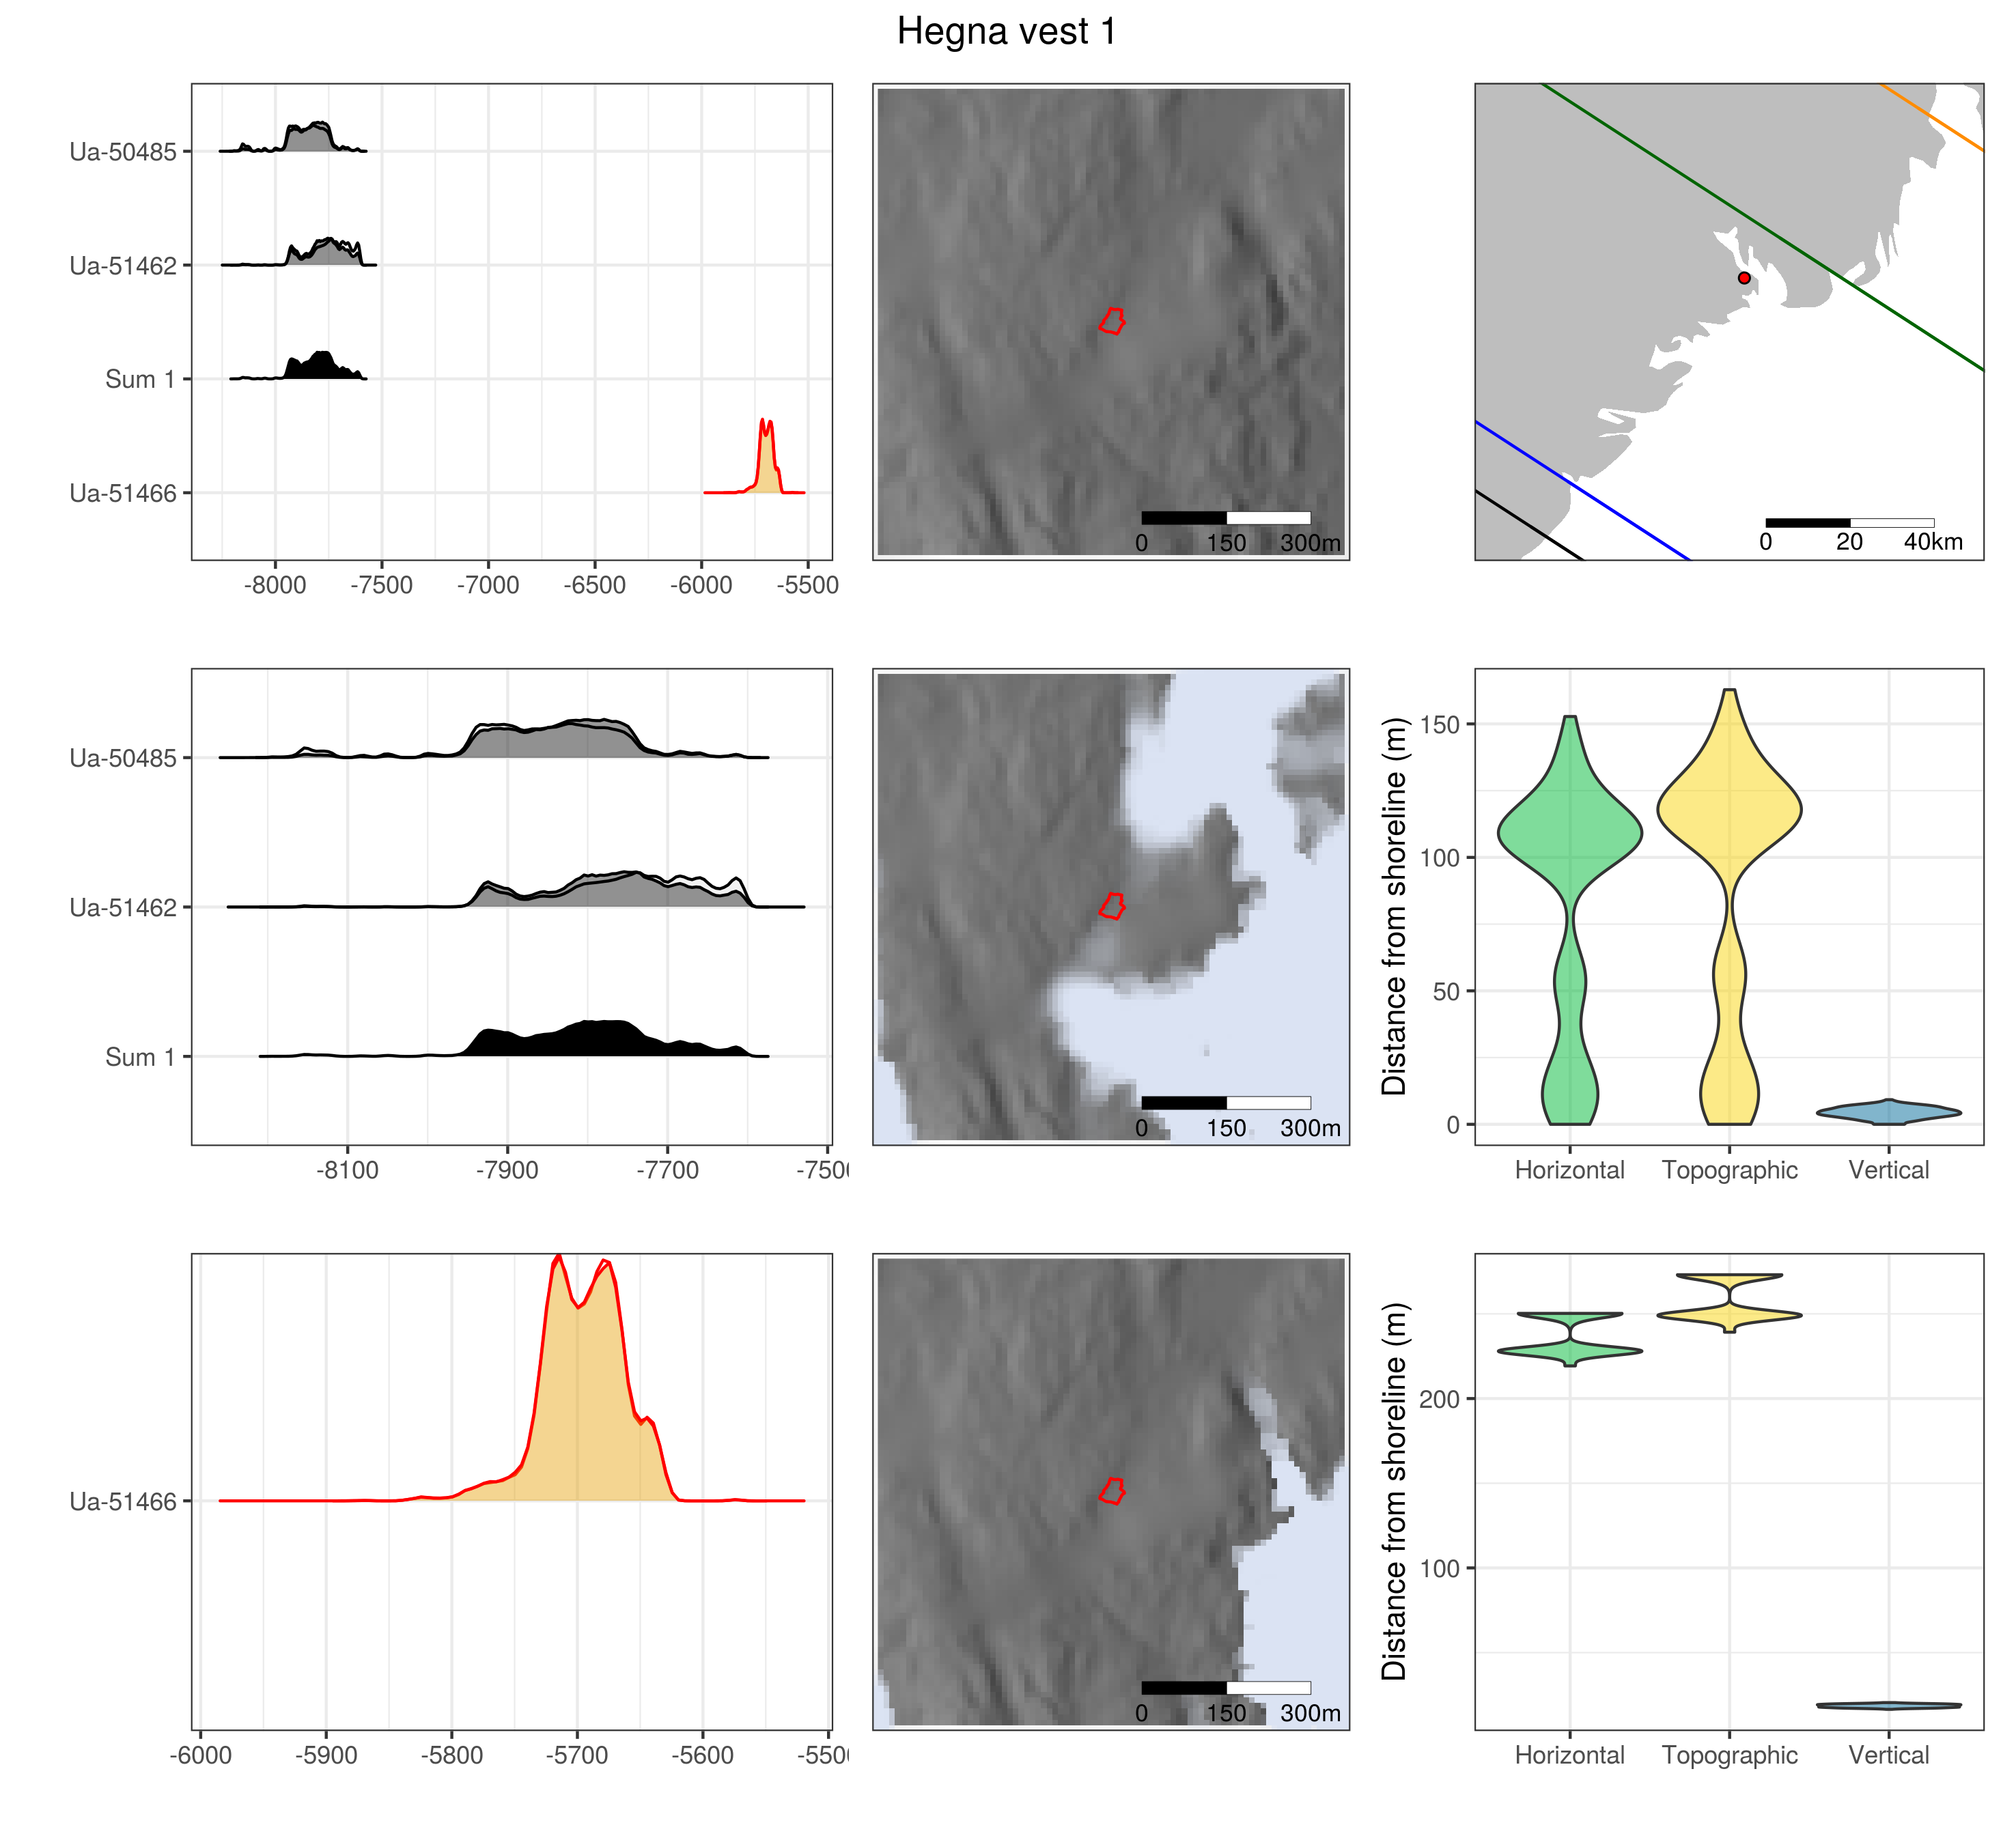 Hegna vest 1
Ua-50485
Ua-51462
Sum 1
Ua-51466
-8000 -7500 -7000 -6500 -6000 -5500
0 150 300m
0 20 40km
Ua-50485
Ua-51462
Sum 1
-8100 -7900 -7700 -750
0 150 300m
Distance from shoreline (m)
150
100
50
0
Horizontal Topographic Vertical
Ua-51466
-6000 -5900 -5800 -5700 -5600 -550
0 150 300m
Distance from shoreline (m)
200
100
Horizontal Topographic Vertical